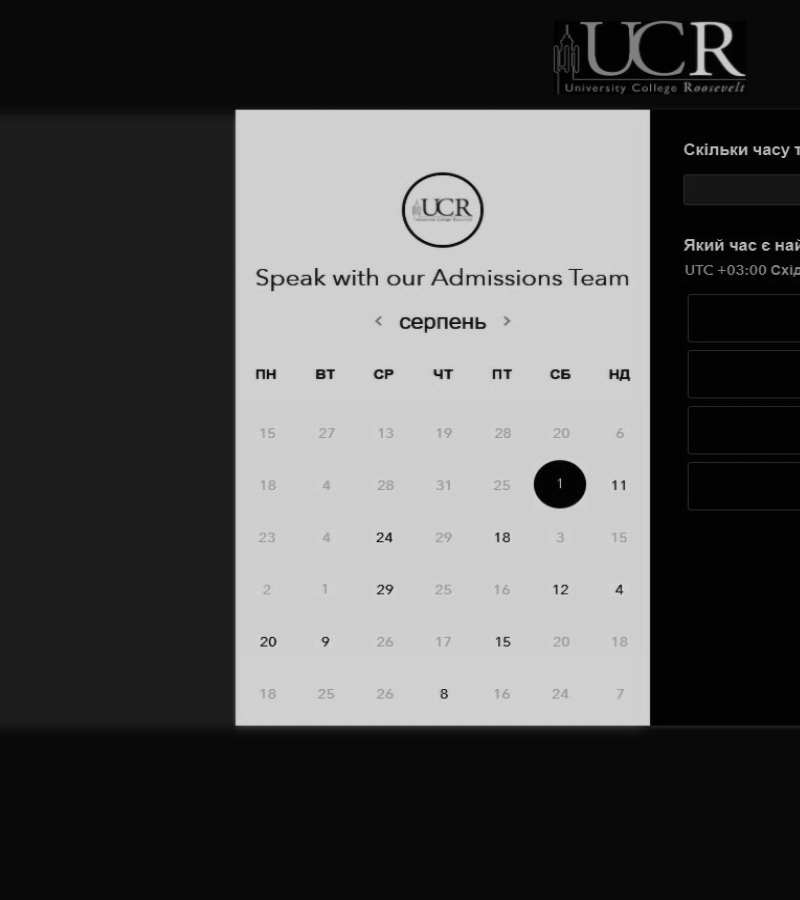 UCR
University College Roosevelt
UCR
Speak with our Admissions Team
< серпень >
ПН ВТ СР ЧТ ПТ СБ НД
15 27 13 19 28 20 6
18 4 28 31 25 1 11
23 4 24 29 18 3 15
2 1 29 25 16 12 4
20 9 26 17 15 20 18
18 25 26 8 16 24 7
Скільки часу т
Який час є най
UTC +03:00 Схід